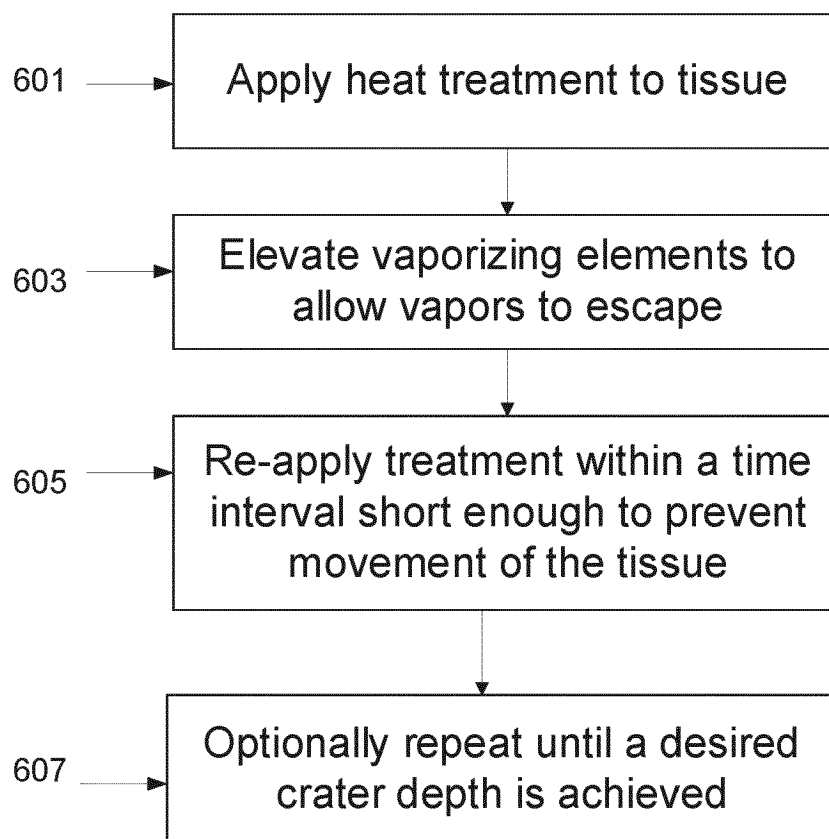 601
Apply heat treatment to tissue
603
Elevate vaporizing elements to
allow vapors to escape
605
Re-apply treatment within a time
interval short enough to prevent
movement of the tissue
607
Optionally repeat until a desired
crater depth is achieved